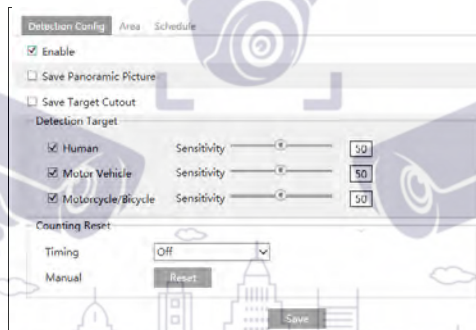 Detection Config Area Schedule
Enable
Save Panoramic Picture
Save Target Cutout
Detection Target
Human Sensitivity 50
Motor Vehicle Sensitivity 50
Motorcycle/Bicycle Sensitivity 50
Counting Reset
Timing Off
Manual Reset
Save